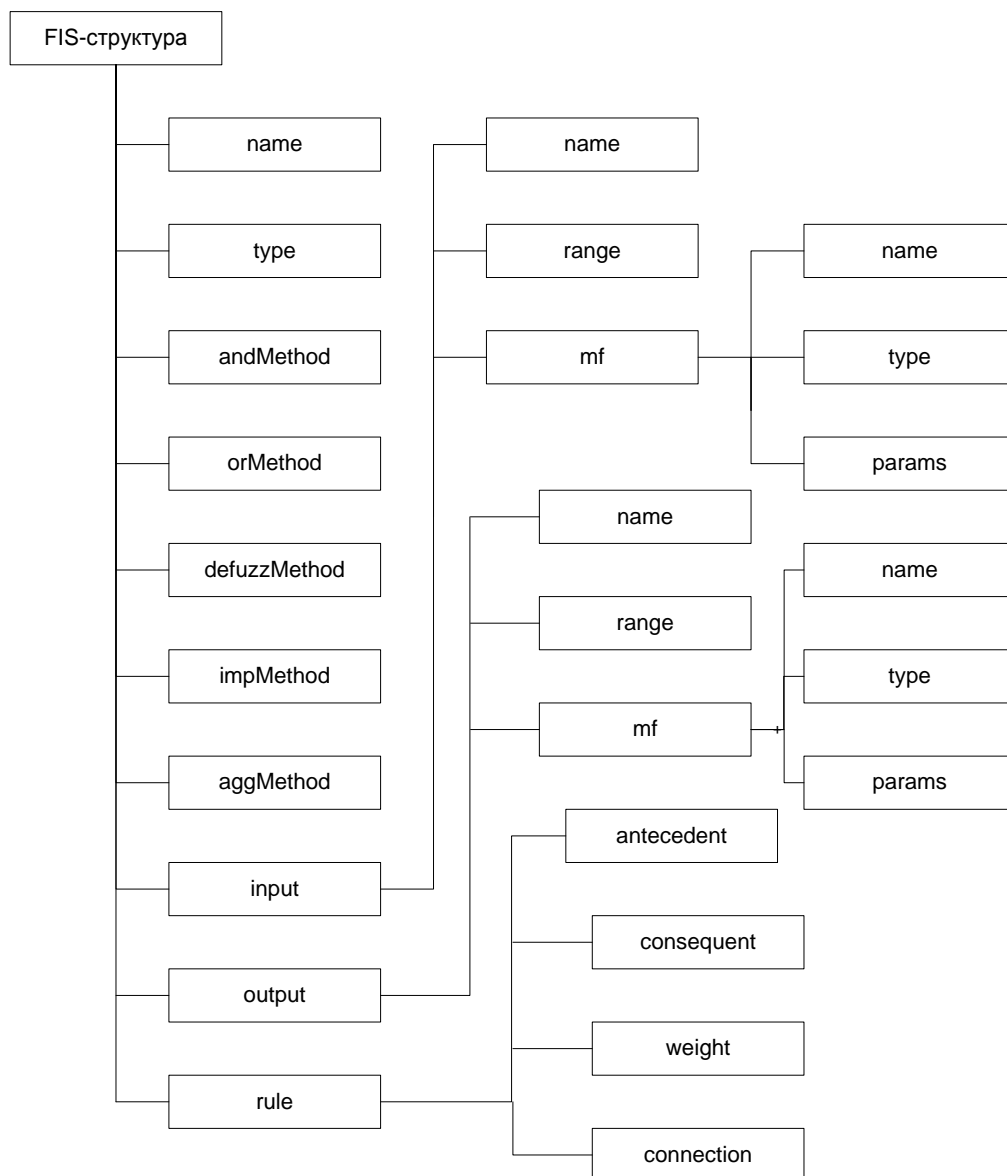 FIS-структура
name
type
andMethod
orMethod
defuzzMethod
impMethod
aggMethod
input
output
rule
name
range
mf
name
type
params
name
range
mf
name
type
params
antecedent
consequent
weight
connection